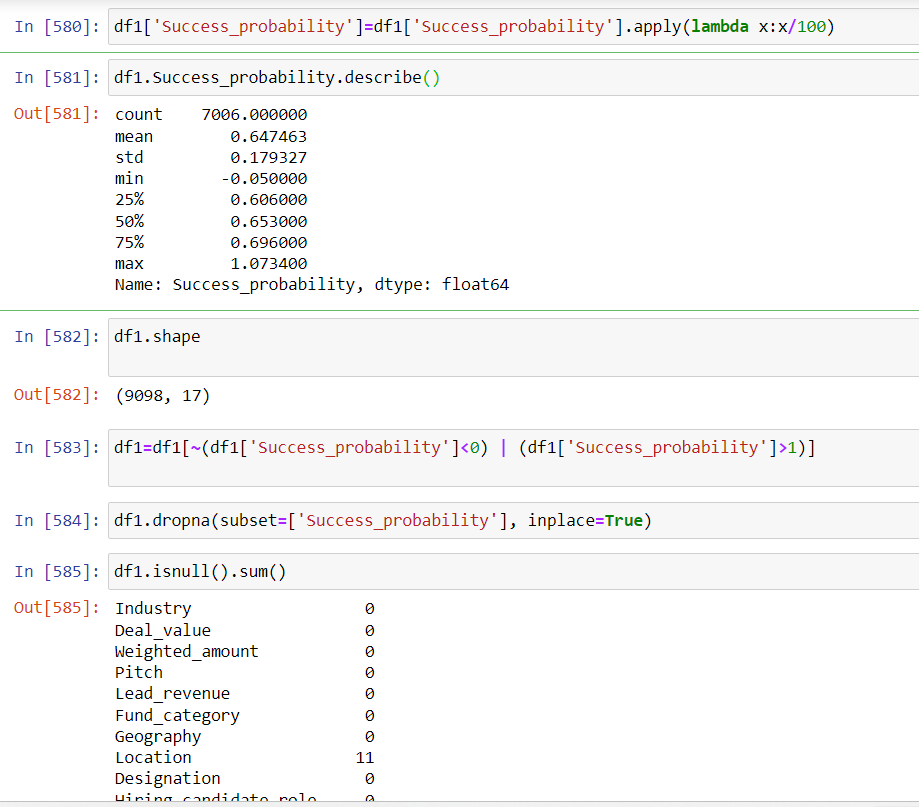 In [580]: df1['Success_probability']=df1['Success_probability'].apply(lambda x:x/100)
In [581]: df1.Success_probability.describe()
Out[581]: count 7006.000000
mean 0.647463
std 0.179327
min -0.050000
25% 0.606000
50% 0.653000
75% 0.696000
max 1.073400
Name: Success_probability, dtype: float64
In [582]: df1.shape
Out[582]: (9098, 17)
In [583]: df1=df1[~(df1['Success_probability']<0) | (df1['Success_probability']>1)]
In [584]: df1.dropna(subset=['Success_probability'], inplace=True)
In [585]: df1.isnull().sum()
Out[585]: Industry 0
Deal_value 0
Weighted_amount 0
Pitch 0
Lead_revenue 0
Fund_category 0
Geography 0
Location 11
Designation 0
Hiring_candidate_role 0